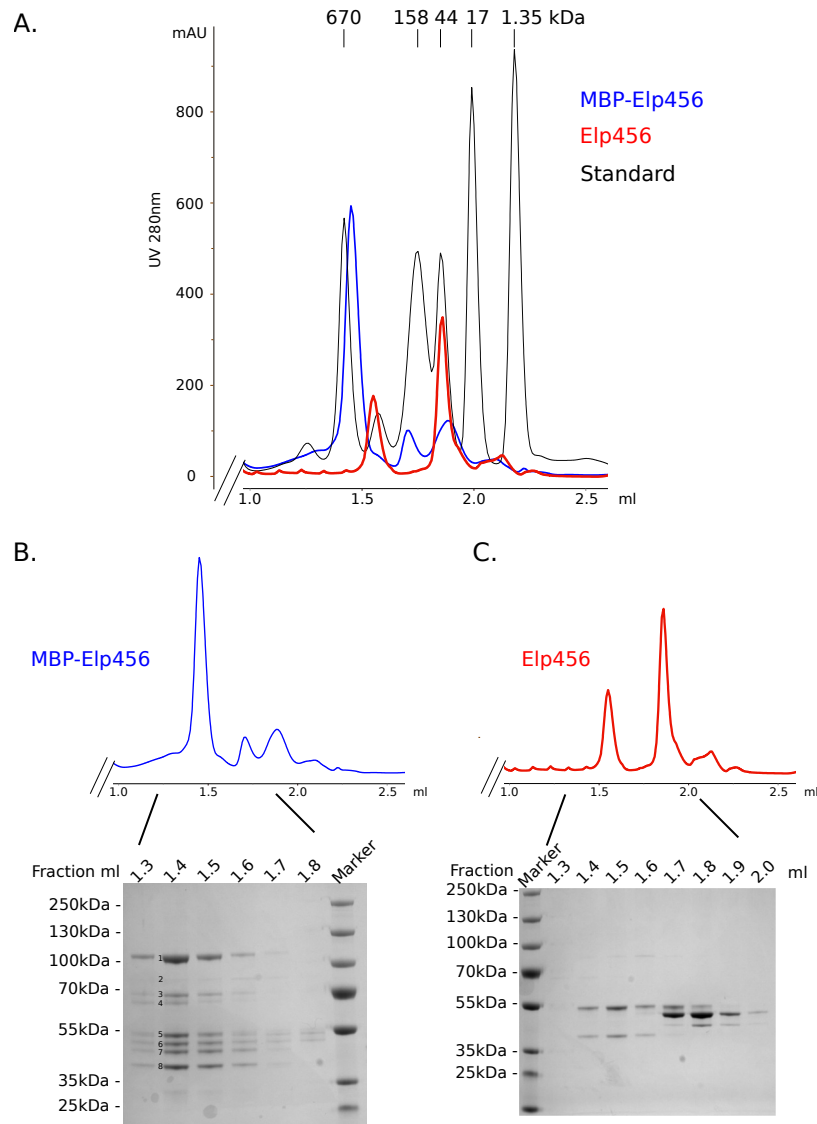 A.
670 158 44 17 1.35 kDa
mAU
800
600
400
200
0
UV 280nm
MBP-Elp456
Elp456
Standard
1.0 1.5 2.0 2.5 ml
B.
MBP-Elp456
1.0 1.5 2.0 2.5 ml
Fraction ml 1.3 1.4 1.5 1.6 1.7 1.8 Marker
250kDa -
130kDa -
100kDa -
70kDa -
55kDa -
35kDa -
25kDa -
1
2
3
4
5
6
7
8
C.
Elp456
1.0 1.5 2.0 2.5 ml
Fraction Marker 1.3 1.4 1.5 1.6 1.7 1.8 1.9 2.0 ml
250kDa -
130kDa -
100kDa -
70kDa -
55kDa -
35kDa -
25kDa -